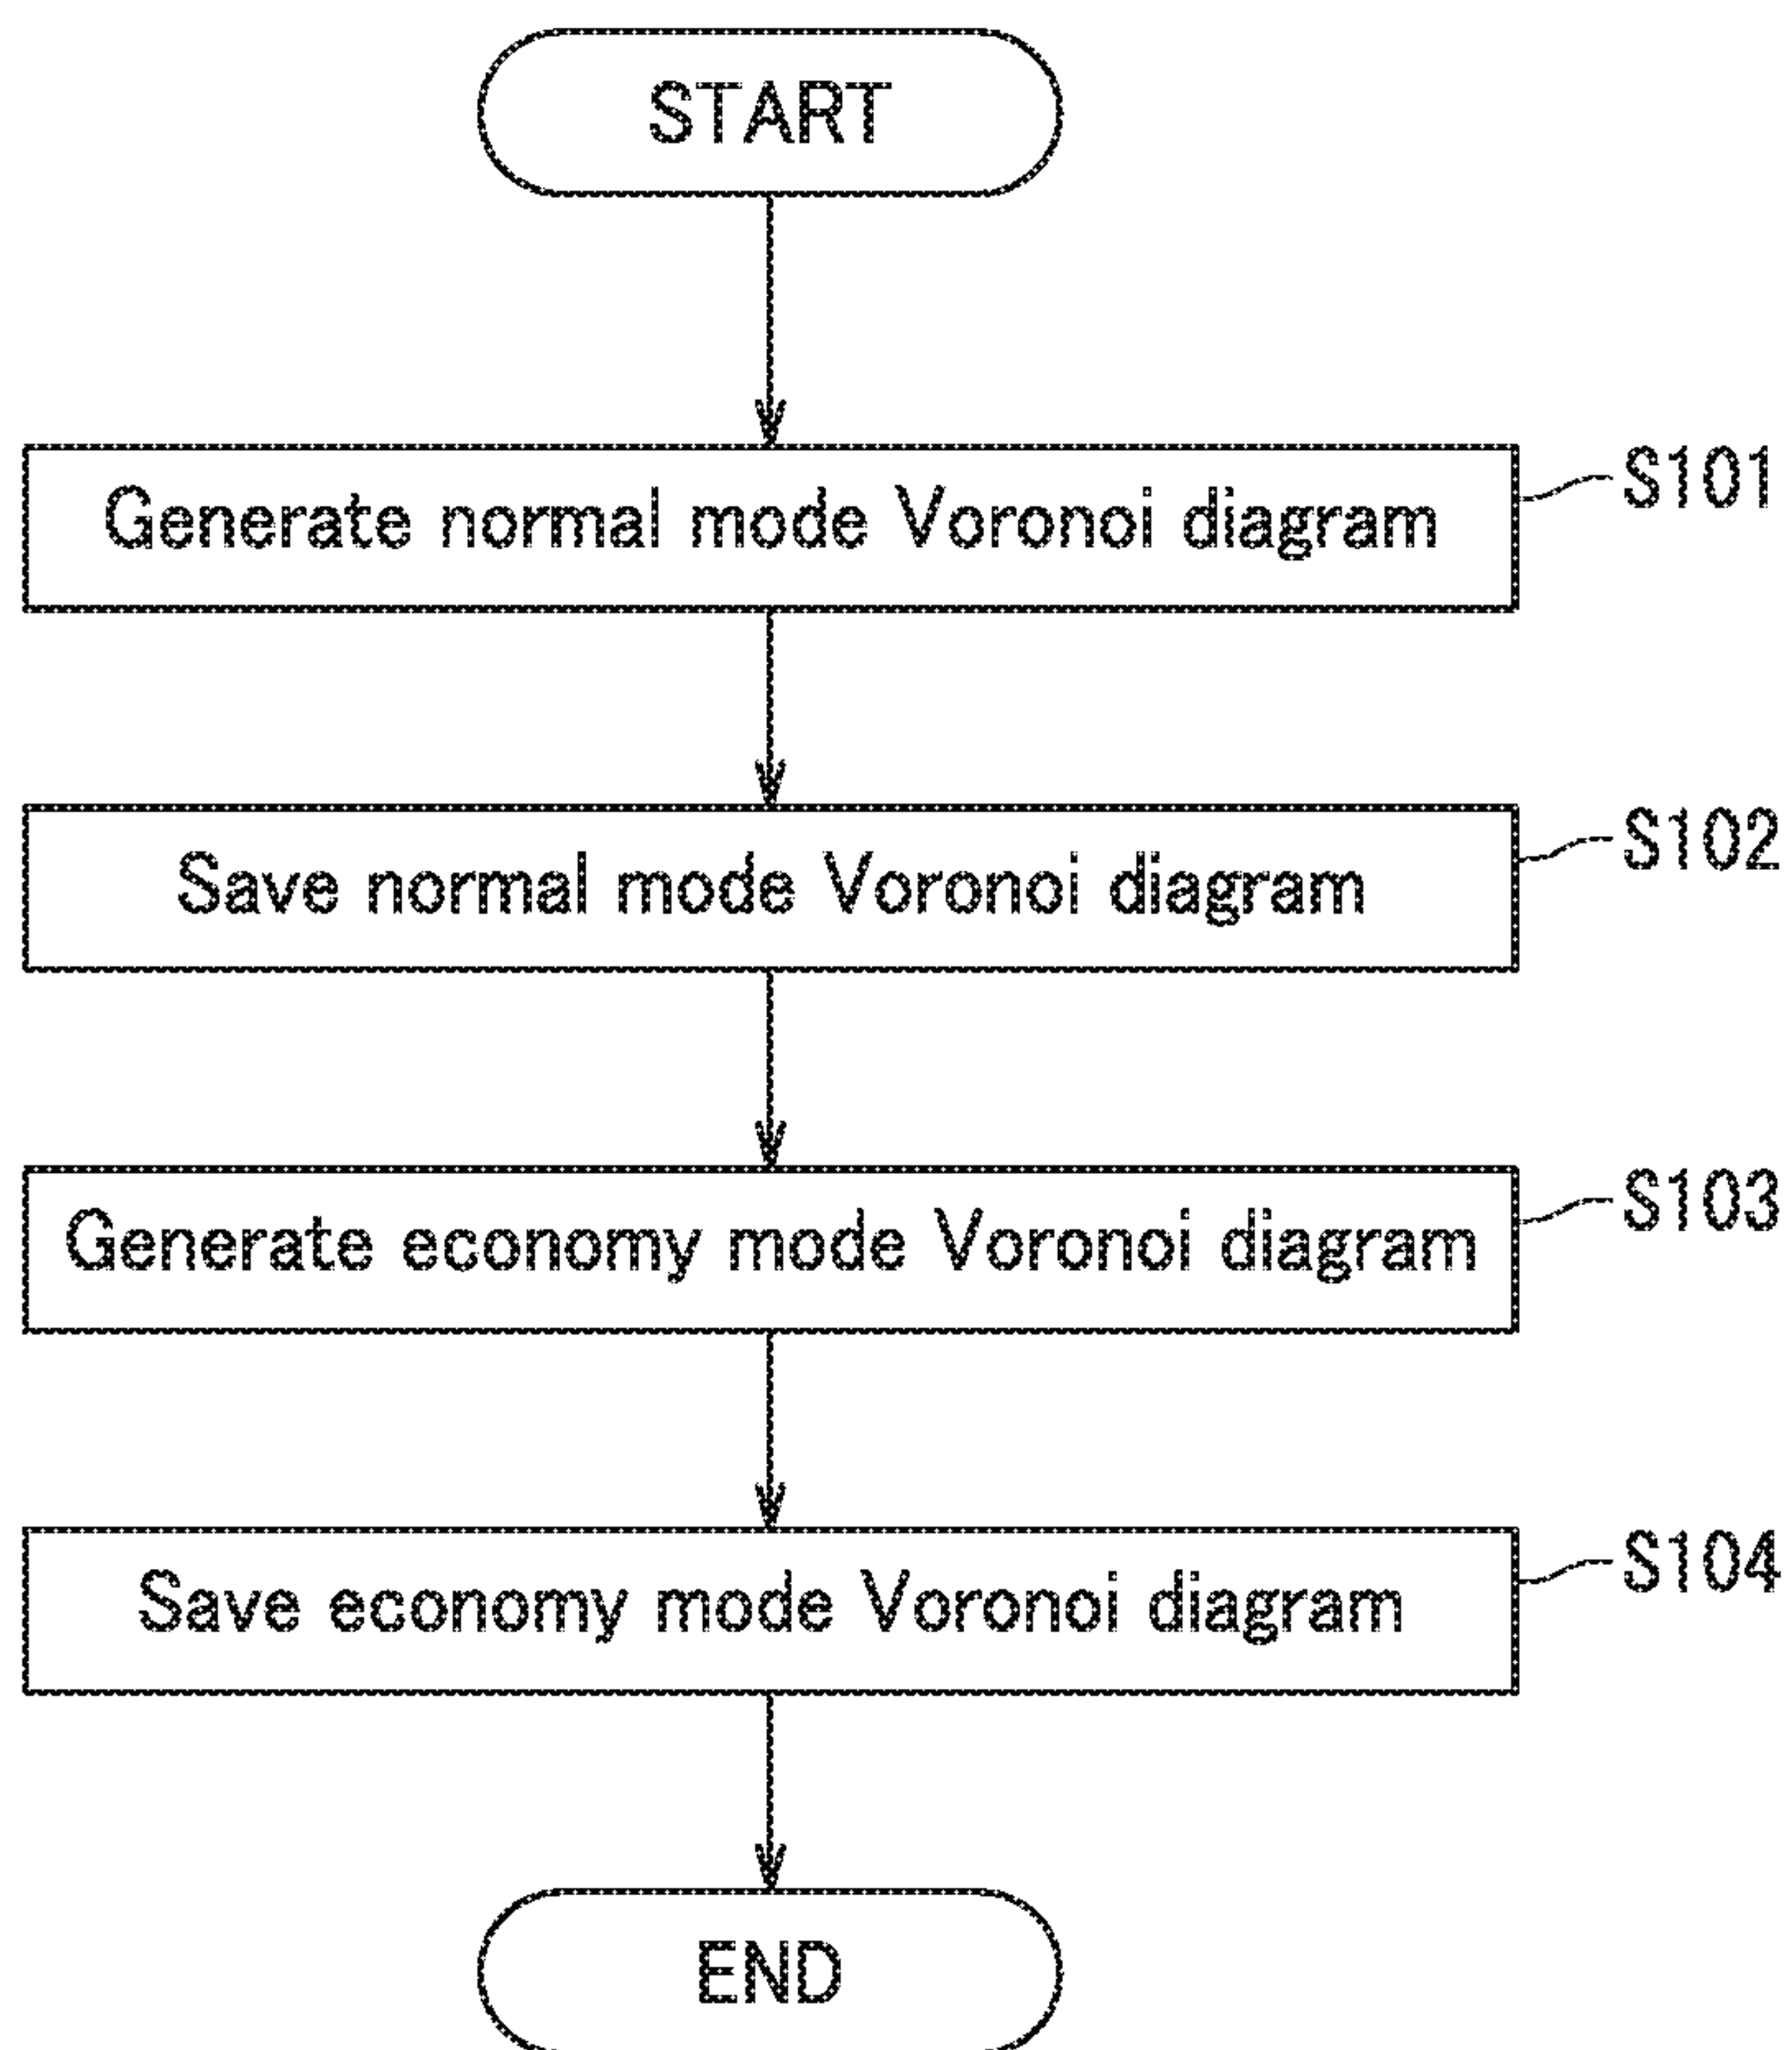 START
Generate normal mode Voronoi diagram
S101
Save normal mode Voronoi diagram
S102
Generate economy mode Voronoi diagram
S103
Save economy mode Voronoi diagram
S104
END